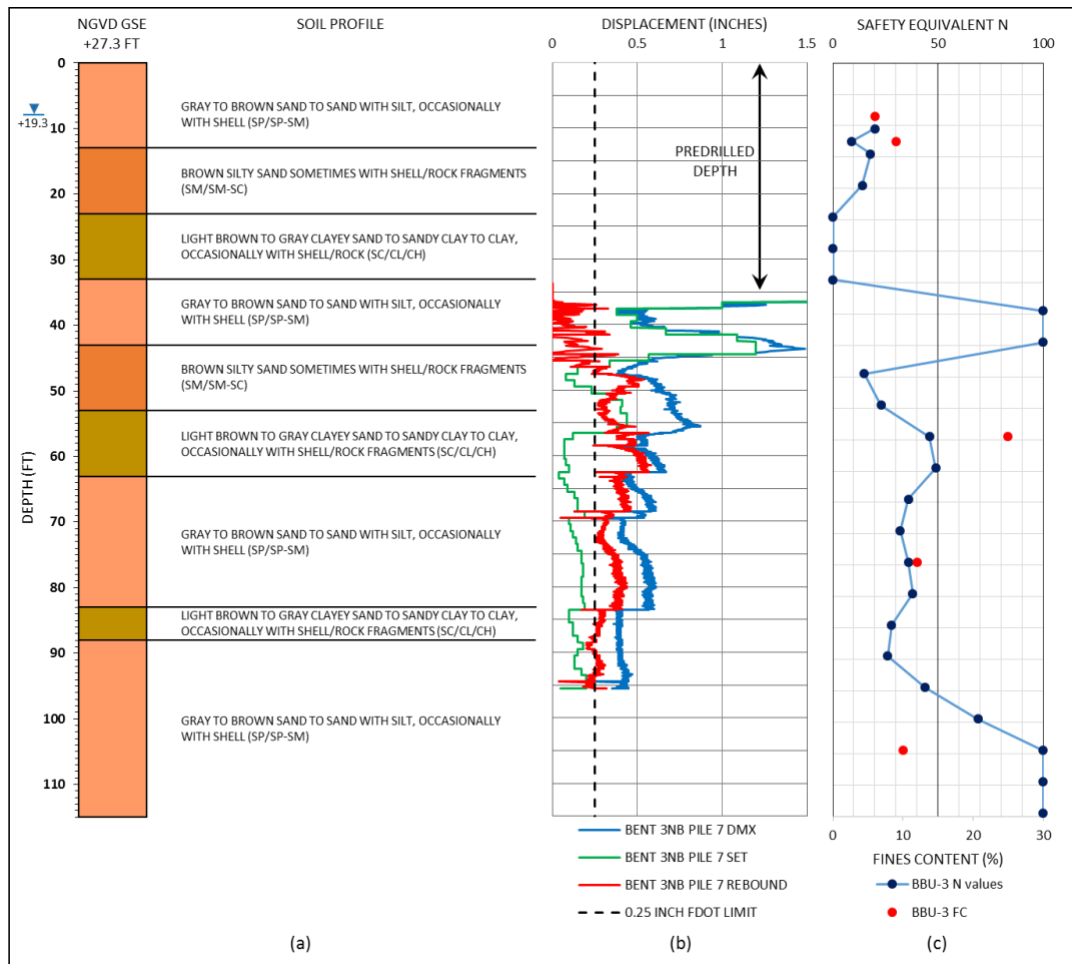 NGVD GSE
+27.3 FT
SOIL PROFILE
DISPLACEMENT (INCHES)
SAFETY EQUIVALENT N
0
0.5
1
1.5
0
50
100
DEPTH (FT)
0
10
20
30
40
50
60
70
80
90
100
110
+19.3
GRAY TO BROWN SAND TO SAND WITH SILT, OCCASIONALLY
WITH SHELL (SP/SP-SM)
BROWN SILTY SAND SOMETIMES WITH SHELL/ROCK FRAGMENTS
(SM/SM-SC)
LIGHT BROWN TO GRAY CLAYEY SAND TO SANDY CLAY TO CLAY,
OCCASIONALLY WITH SHELL/ROCK (SC/CL/CH)
GRAY TO BROWN SAND TO SAND WITH SILT, OCCASIONALLY
WITH SHELL (SP/SP-SM)
BROWN SILTY SAND SOMETIMES WITH SHELL/ROCK FRAGMENTS
(SM/SM-SC)
LIGHT BROWN TO GRAY CLAYEY SAND TO SANDY CLAY TO CLAY,
OCCASIONALLY WITH SHELL/ROCK FRAGMENTS (SC/CL/CH)
GRAY TO BROWN SAND TO SAND WITH SILT, OCCASIONALLY
WITH SHELL (SP/SP-SM)
LIGHT BROWN TO GRAY CLAYEY SAND TO SANDY CLAY TO CLAY,
OCCASIONALLY WITH SHELL/ROCK FRAGMENTS (SC/CL/CH)
GRAY TO BROWN SAND TO SAND WITH SILT, OCCASIONALLY
WITH SHELL (SP/SP-SM)
PREDRILLED
DEPTH
BENT 3NB PILE 7 DMX
BENT 3NB PILE 7 SET
BENT 3NB PILE 7 REBOUND
0.25 INCH FDOT LIMIT
0
10
20
30
FINES CONTENT (%)
BBU-3 N values
BBU-3 FC
(a)
(b)
(c)